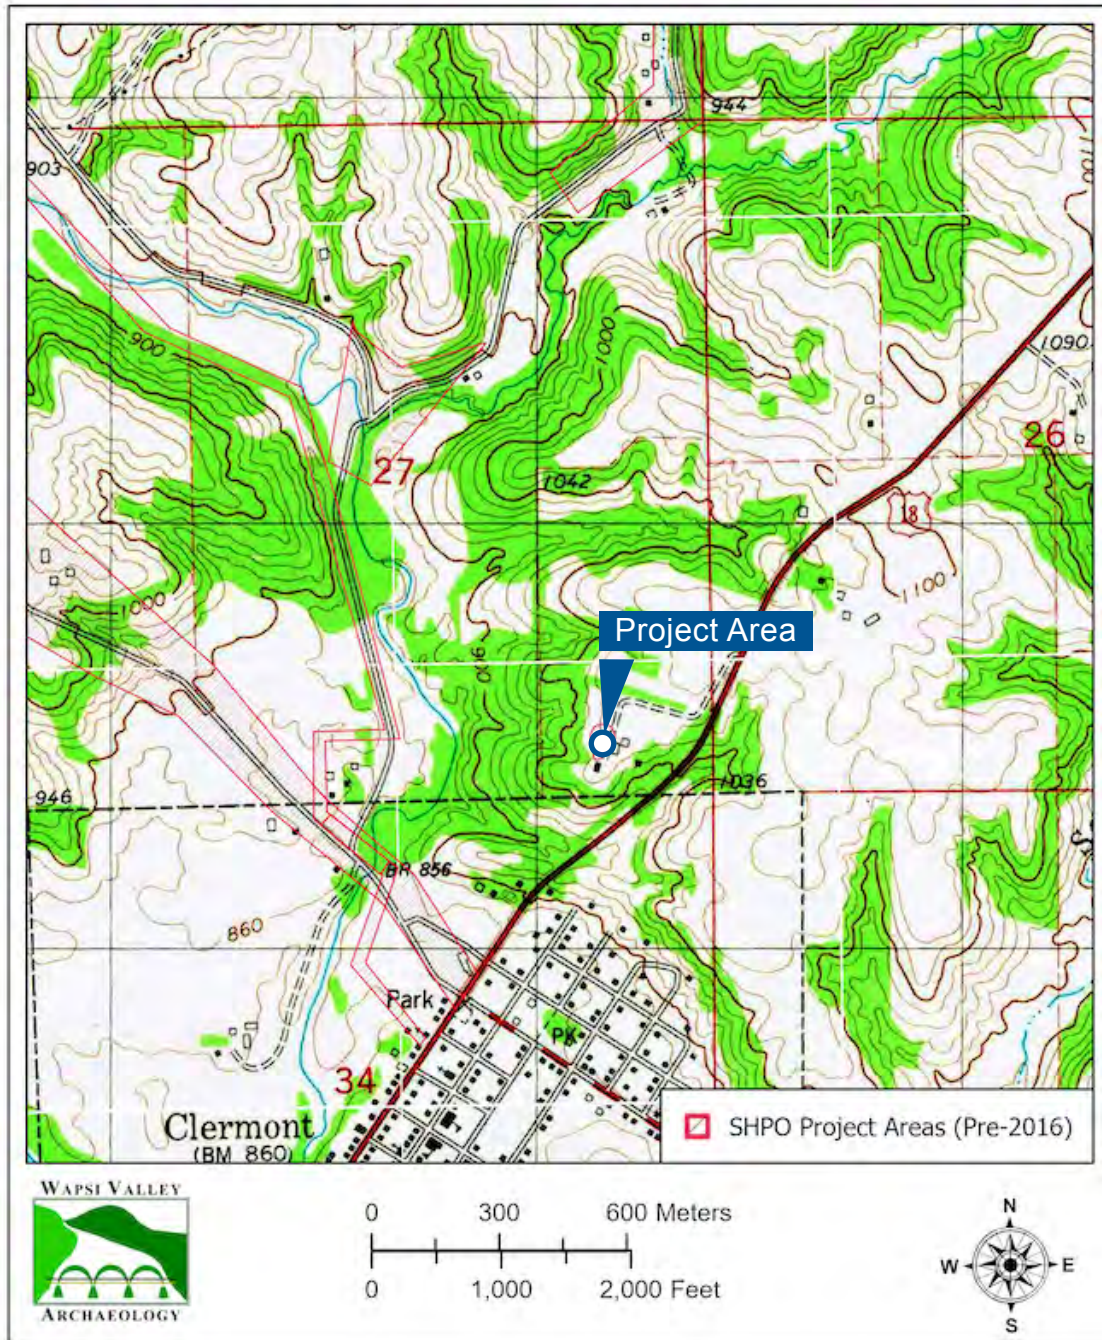 944
903
1100
900
1000
1090
26
27
1042
18
1100
1000
Project Area
900
1036
946
BR 856
860
Park
PK
34
Clermont
(BM 860)
SHPO Project Areas (Pre-2016)
WAPSI VALLEY
ARCHAEOLOGY
0 300 600 Meters
0 1,000 2,000 Feet
N
W E
S